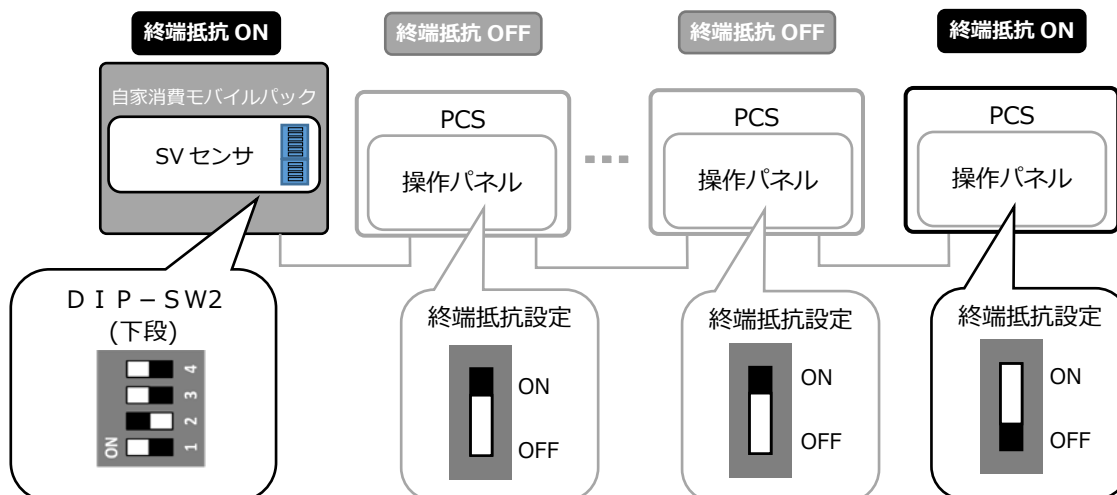 終端抵抗 ON
終端抵抗 OFF
終端抵抗 OFF
終端抵抗 ON
自家消費モバイルパック
SV センサ
PCS
操作パネル
PCS
操作パネル
PCS
操作パネル
ＤＩＰ－ＳＷ2
(下段)
4
3
2
1
ON
終端抵抗設定
ON
OFF
終端抵抗設定
ON
OFF
終端抵抗設定
ON
OFF